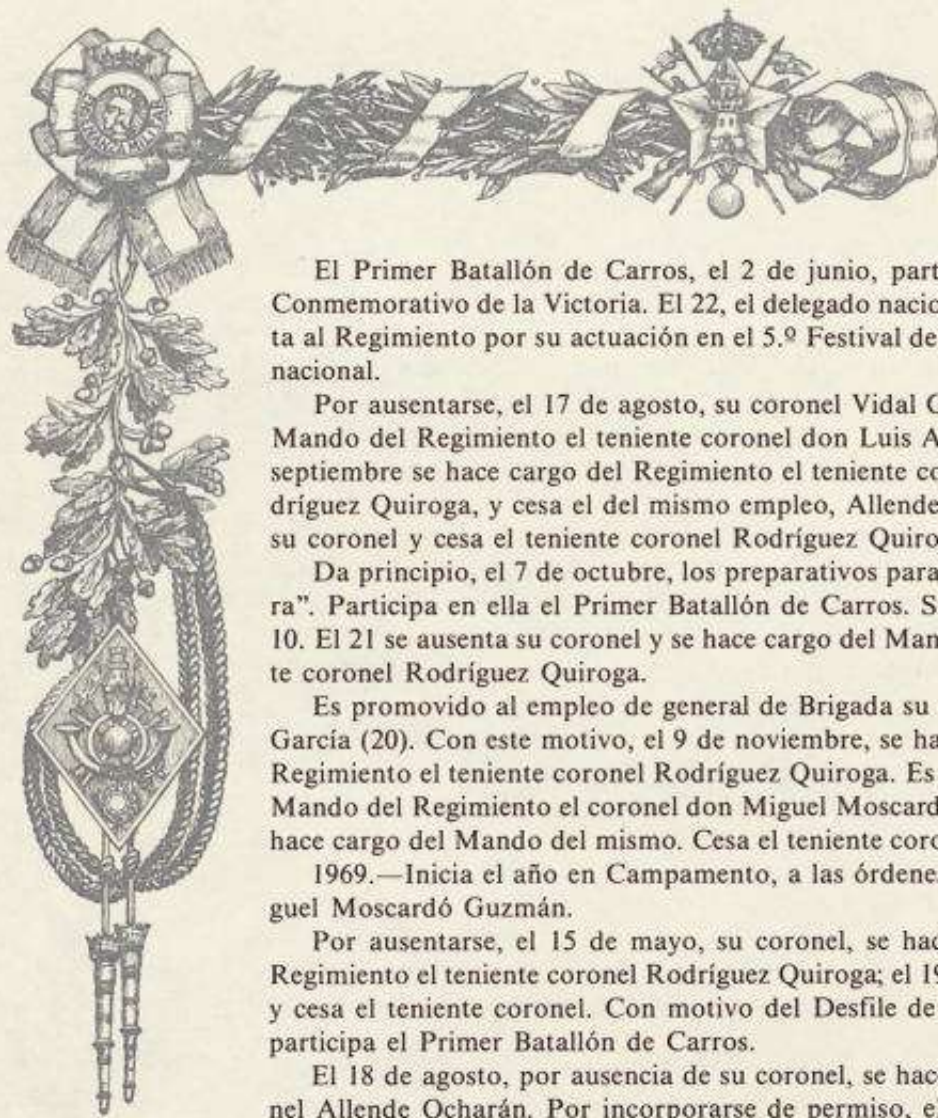 El Primer Batallón de Carros, el 2 de junio, part
Conmemorativo de la Victoria. El 22, el delegado nacio
ta al Regimiento por su actuación en el 5.º Festival de
nacional.
Por ausentarse, el 17 de agosto, su coronel Vidal C
Mando del Regimiento el teniente coronel don Luis A
septiembre se hace cargo del Regimiento el teniente co
dríguez Quiroga, y cesa el del mismo empleo, Allende
su coronel y cesa el teniente coronel Rodríguez Quiro
Da principio, el 7 de octubre, los preparativos para
ra”. Participa en ella el Primer Batallón de Carros. S
10. El 21 se ausenta su coronel y se hace cargo del Man
te coronel Rodríguez Quiroga.
Es promovido al empleo de general de Brigada su
García (20). Con este motivo, el 9 de noviembre, se ha
Regimiento el teniente coronel Rodríguez Quiroga. Es
Mando del Regimiento el coronel don Miguel Moscard
hace cargo del Mando del mismo. Cesa el teniente coro
1969.—Inicia el año en Campamento, a las órdene
guel Moscardó Guzmán.
Por ausentarse, el 15 de mayo, su coronel, se hac
Regimiento el teniente coronel Rodríguez Quiroga; el 19
y cesa el teniente coronel. Con motivo del Desfile de
participa el Primer Batallón de Carros.
El 18 de agosto, por ausencia de su coronel, se hace
nel Allende Ocharán. Por incorporarse de permiso, e